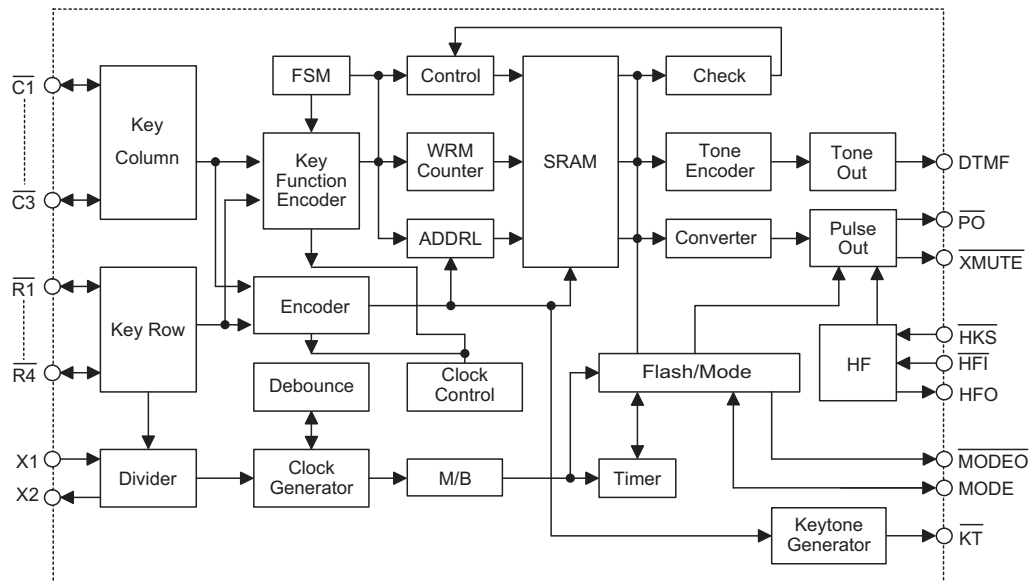 FSM
Control
Check
C1
Key
Column
C3
Key
Function
Encoder
WRM
Counter
SRAM
Tone
Encoder
Tone
Out
DTMF
ADDRL
Converter
Pulse
Out
PO
XMUTE
R1
Key Row
R4
Encoder
HKS
HF
HFI
HFO
Flash/Mode
Debounce
Clock
Control
X1
X2
Divider
Clock
Generator
M/B
Timer
MODEO
MODE
Keytone
Generator
KT